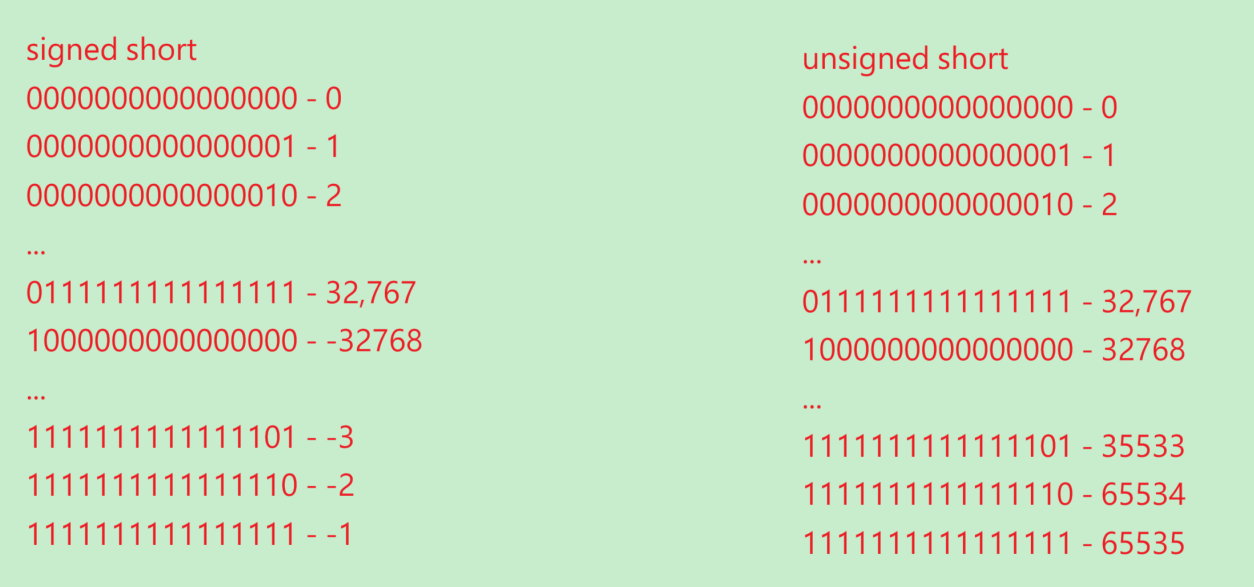 signed short
0000000000000000 - 0
0000000000000001 - 1
0000000000000010 - 2
...
0111111111111111 - 32,767
1000000000000000 - -32768
...
1111111111111101 - -3
1111111111111110 - -2
1111111111111111 - -1
unsigned short
0000000000000000 - 0
0000000000000001 - 1
0000000000000010 - 2
...
0111111111111111 - 32,767
1000000000000000 - 32768
...
1111111111111101 - 35533
1111111111111110 - 65534
1111111111111111 - 65535